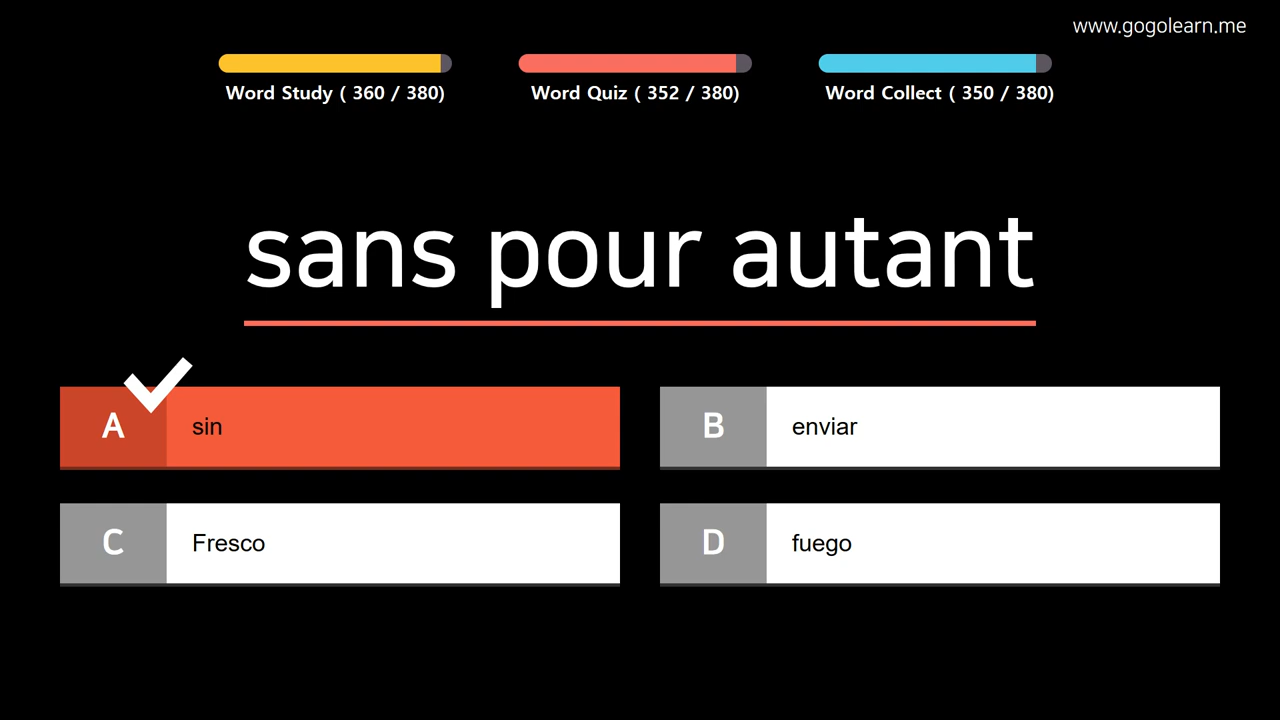 www.gogolearn.me
Word Study ( 360 / 380)
Word Quiz ( 352 / 380)
Word Collect ( 350 / 380)
sans pour autant
A sin
B enviar
C Fresco
D fuego